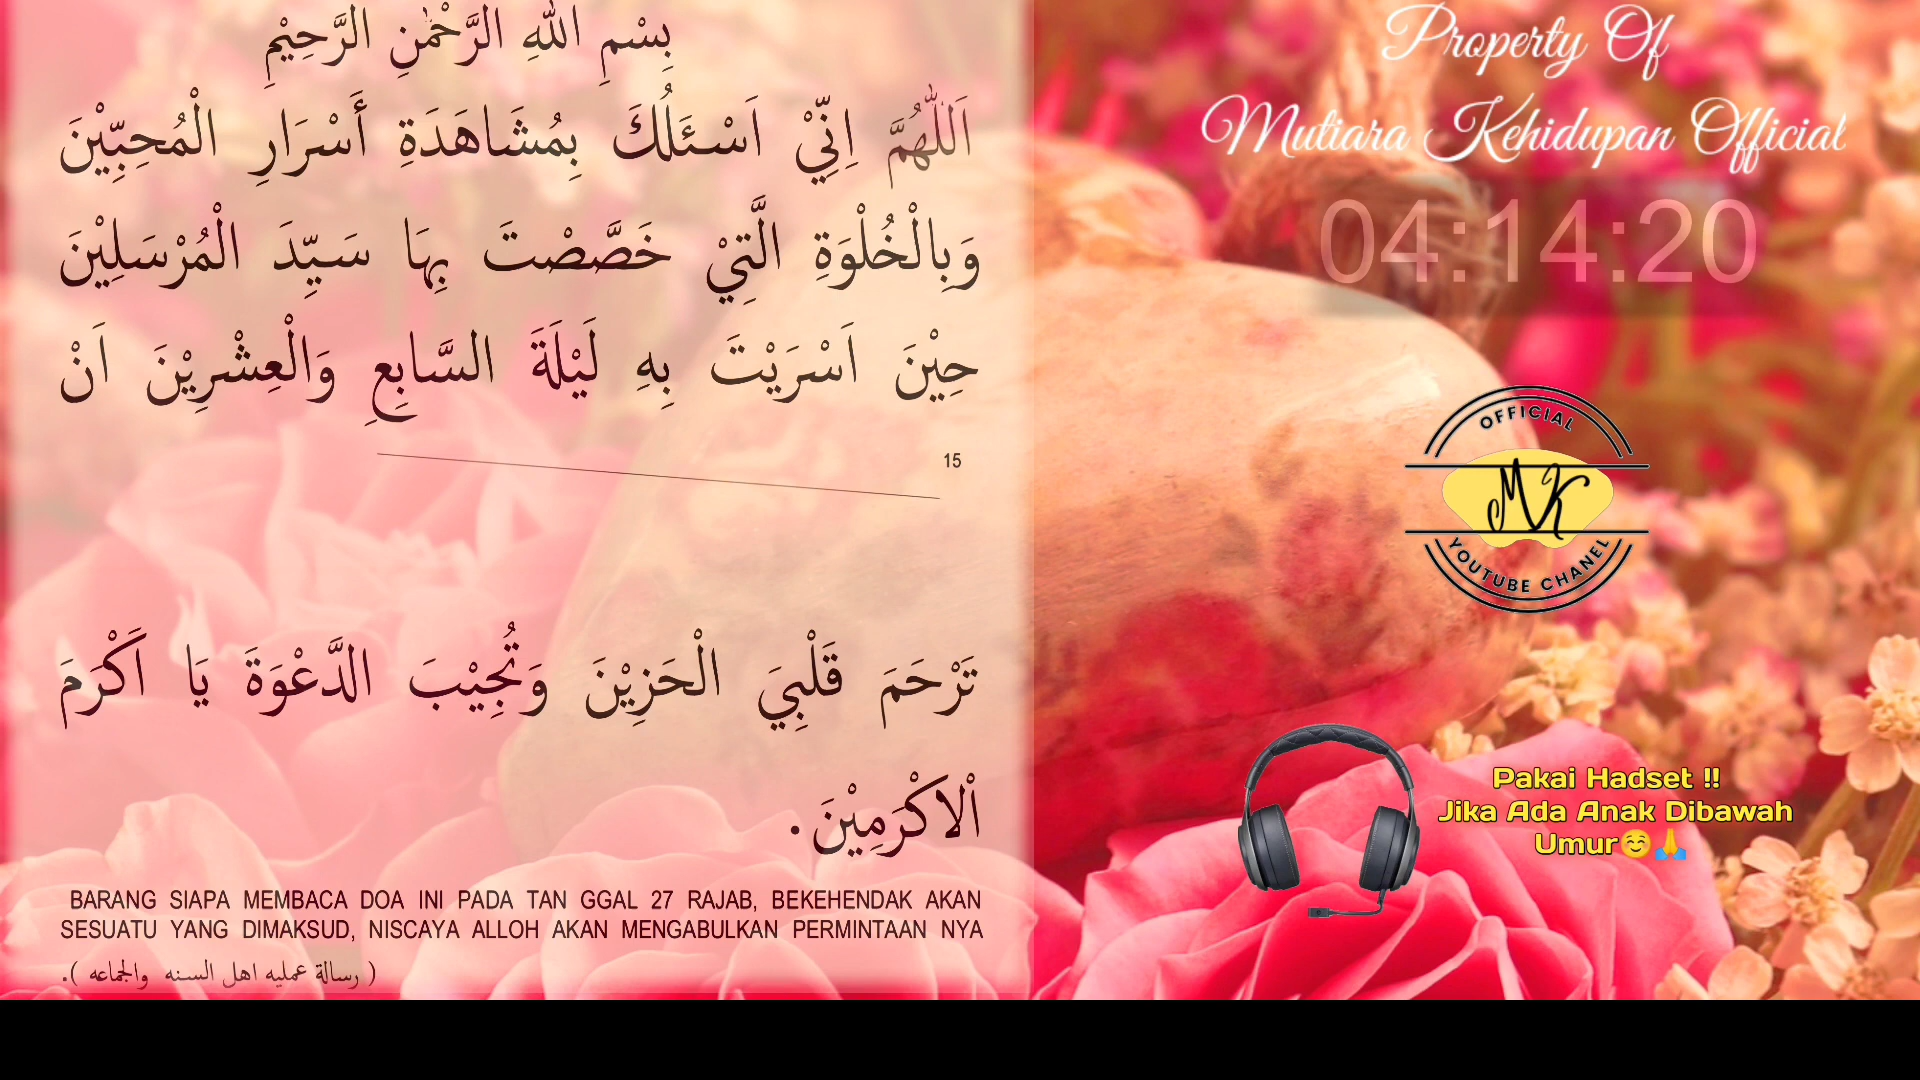 بِسْمِ اللهِ الرَّحْمٰنِ الرَّحِيْمِ
اَللّٰهُمَّ اِنِّيْ اَسْئَلُكَ بِمُشَاهَدَةِ أَسْرَارِ الْمُحِبِّيْنَ
وَبِالْخُلْوَةِ الَّتِيْ خَصَّصْتَ بِهَا سَيِّدَ الْمُرْسَلِيْنَ
حِيْنَ اَسْرَيْتَ بِهِ لَيْلَةَ السَّابِعِ وَالْعِشْرِيْنَ اَنْ
15
تَرْحَمَ قَلْبِيَ الْحَزِيْنَ وَتُجِيْبَ الدَّعْوَةَ يَا اَكْرَمَ
اْلاَكْرَمِيْنَ.
BARANG SIAPA MEMBACA DOA INI PADA TAN GGAL 27 RAJAB, BEKEHENDAK AKAN
SESUATU YANG DIMAKSUD, NISCAYA ALLOH AKAN MENGABULKAN PERMINTAAN NYA
( رسالة عمليه اهل السنه والجماعه ).
Property Of
Mutiara Kehidupan Official
04:14:20
OFFICIAL
MK
YOUTUBE CHANEL
Pakai Hadset !!
Jika Ada Anak Dibawah
Umur☺️🙏